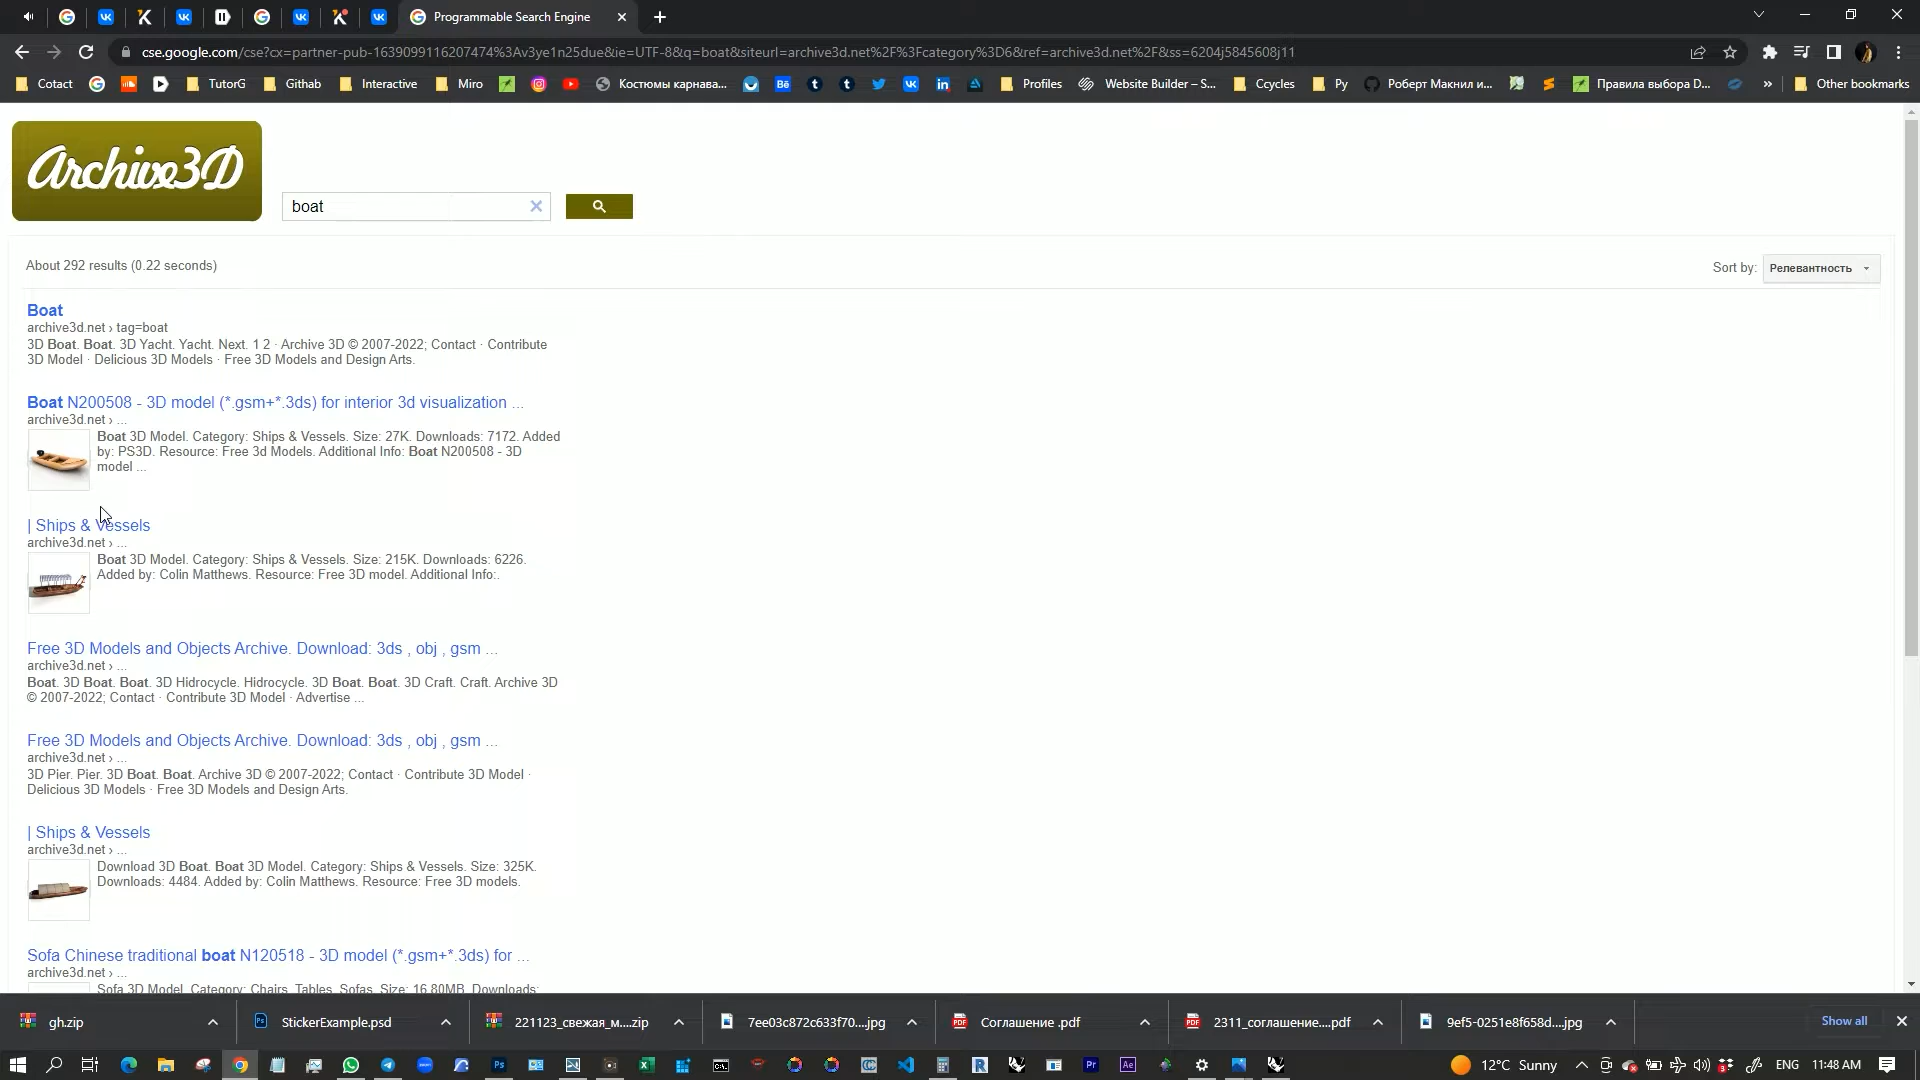 Programmable Search Engine
cse.google.com/cse?cx=partner-pub-1639099116207474%3Av3ye1n25due&ie=UTF-8&q=boat&siteurl=archive3d.net%2F%3Fcategory%3D6&ref=archive3d.net%2F&ss=6204j5845608j11
Cotact TutorG Githab Interactive Miro Костюмы карнава... Profiles Website Builder – S... Ccycles Py Роберт Макнил и... Правила выбора D... » Other bookmarks
Archive3D
boat
About 292 results (0.22 seconds)
Sort by: Релевантность
Boat
archive3d.net › tag=boat
3D Boat. Boat. 3D Yacht. Yacht. Next. 1 2 · Archive 3D © 2007-2022; Contact · Contribute
3D Model · Delicious 3D Models · Free 3D Models and Design Arts.
Boat N200508 - 3D model (*.gsm+*.3ds) for interior 3d visualization ...
archive3d.net › ...
Boat 3D Model. Category: Ships & Vessels. Size: 27K. Downloads: 7172. Added
by: PS3D. Resource: Free 3d Models. Additional Info: Boat N200508 - 3D
model ...
| Ships & Vessels
archive3d.net › ...
Boat 3D Model. Category: Ships & Vessels. Size: 215K. Downloads: 6226.
Added by: Colin Matthews. Resource: Free 3D model. Additional Info:.
Free 3D Models and Objects Archive. Download: 3ds , obj , gsm ...
archive3d.net › ...
Boat. 3D Boat. Boat. 3D Hidrocycle. Hidrocycle. 3D Boat. Boat. 3D Craft. Craft. Archive 3D
© 2007-2022; Contact · Contribute 3D Model · Advertise ...
Free 3D Models and Objects Archive. Download: 3ds , obj , gsm ...
archive3d.net › ...
3D Pier. Pier. 3D Boat. Boat. Archive 3D © 2007-2022; Contact · Contribute 3D Model ·
Delicious 3D Models · Free 3D Models and Design Arts.
| Ships & Vessels
archive3d.net › ...
Download 3D Boat. Boat 3D Model. Category: Ships & Vessels. Size: 325K.
Downloads: 4484. Added by: Colin Matthews. Resource: Free 3D models.
Sofa Chinese traditional boat N120518 - 3D model (*.gsm+*.3ds) for ...
archive3d.net › ...
Sofa 3D Model. Category: Chairs, Tables, Sofas. Size: 16.80MB. Downloads:
gh.zip StickerExample.psd 221123_свежая_м....zip 7ee03c872c633f70....jpg Соглашение .pdf 2311_соглашение....pdf 9ef5-0251e8f658d....jpg Show all
12°C Sunny ENG 11:48 AM